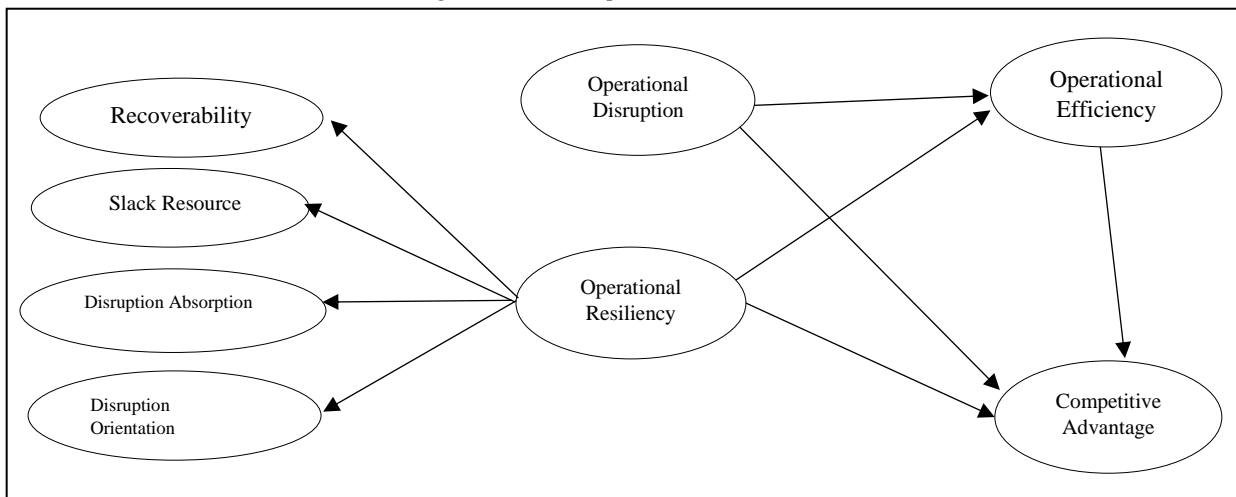 Recoverability
Slack Resource
Disruption Absorption
Disruption
Orientation
Operational
Disruption
Operational
Resiliency
Operational
Efficiency
Competitive
Advantage